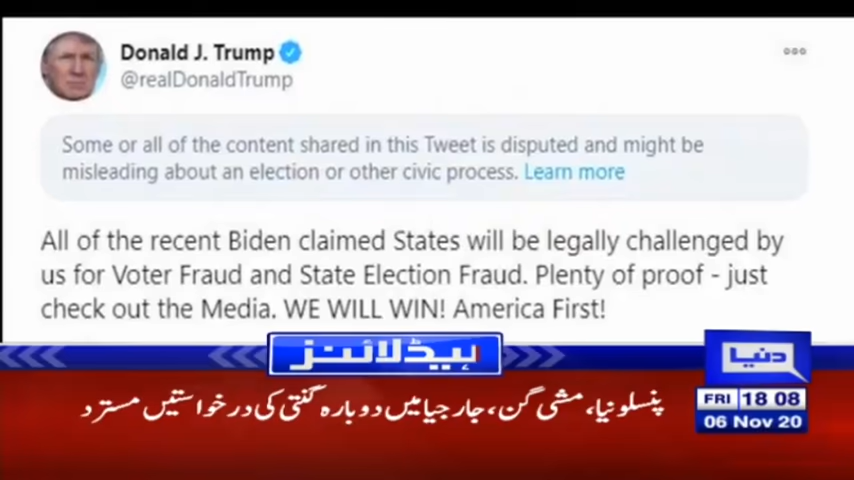 Donald J. Trump
@realDonaldTrump
Some or all of the content shared in this Tweet is disputed and might be
misleading about an election or other civic process. Learn more
All of the recent Biden claimed States will be legally challenged by
us for Voter Fraud and State Election Fraud. Plenty of proof - just
check out the Media. WE WILL WIN! America First!
ہیڈلائنز
دنیا
پنسلونیا، مشی گن، جارجیا میں دوبارہ گنتی کی درخواستیں مسترد
FRI 18 08
06 Nov 20